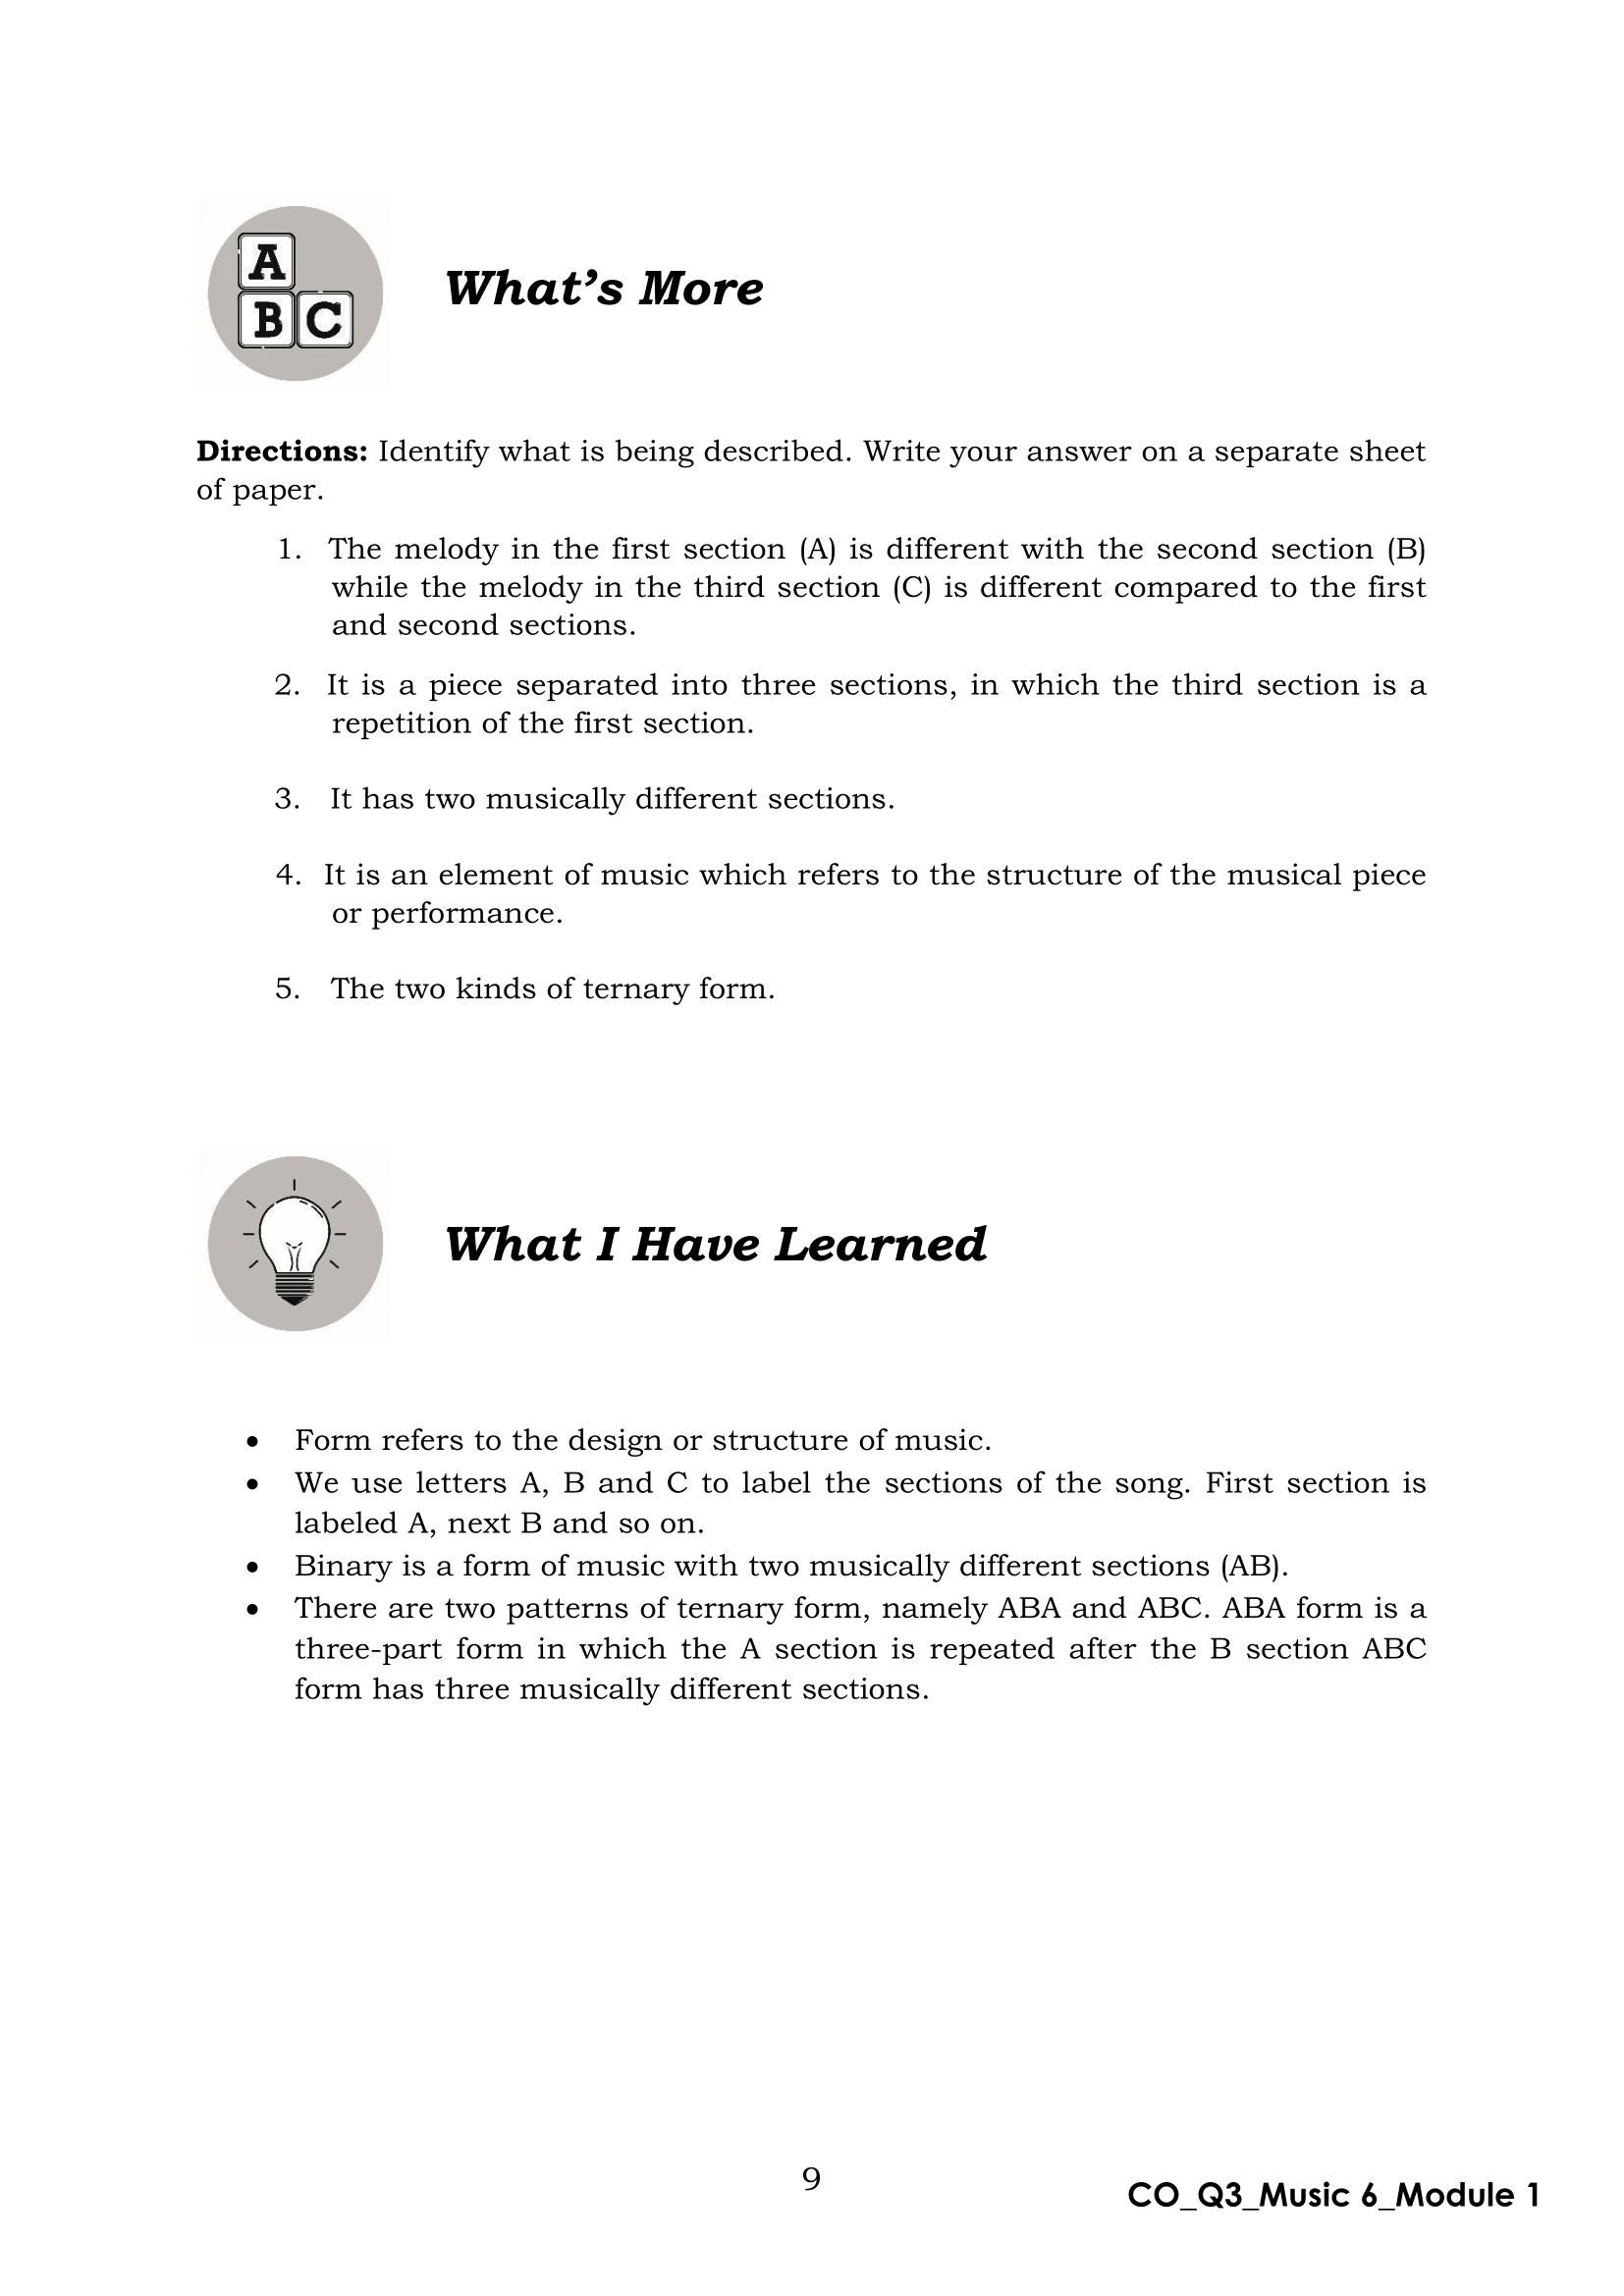 A
B C
What’s More
Directions: Identify what is being described. Write your answer on a separate sheet
of paper.
1. The melody in the first section (A) is different with the second section (B)
while the melody in the third section (C) is different compared to the first
and second sections.
2. It is a piece separated into three sections, in which the third section is a
repetition of the first section.
3. It has two musically different sections.
4. It is an element of music which refers to the structure of the musical piece
or performance.
5. The two kinds of ternary form.
What I Have Learned
• Form refers to the design or structure of music.
• We use letters A, B and C to label the sections of the song. First section is
labeled A, next B and so on.
• Binary is a form of music with two musically different sections (AB).
• There are two patterns of ternary form, namely ABA and ABC. ABA form is a
three-part form in which the A section is repeated after the B section ABC
form has three musically different sections.
9
CO_Q3_Music 6_Module 1